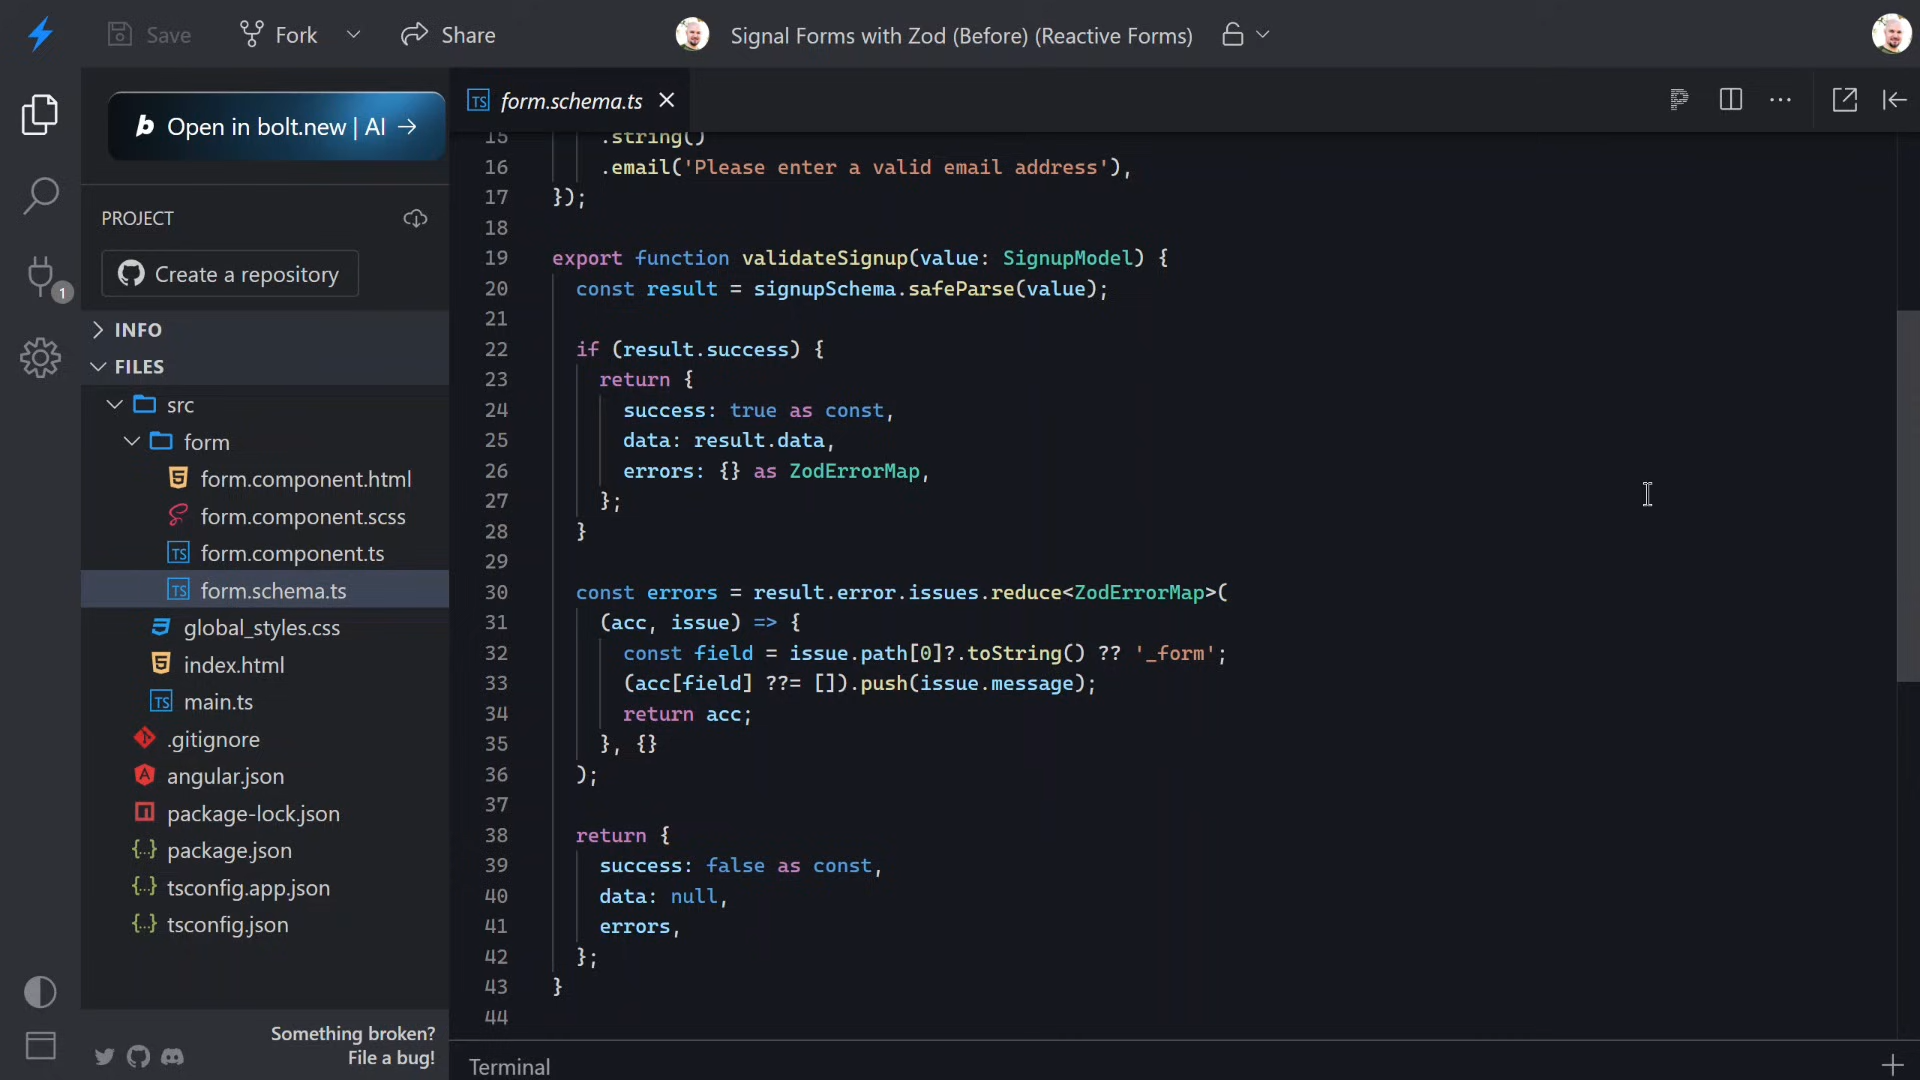 Save
Fork
Share
Signal Forms with Zod (Before) (Reactive Forms)
b Open in bolt.new | AI →
PROJECT
Create a repository
1
INFO
FILES
src
form
form.component.html
form.component.scss
TS form.component.ts
TS form.schema.ts
global_styles.css
index.html
TS main.ts
.gitignore
angular.json
package-lock.json
{..} package.json
{..} tsconfig.app.json
{..} tsconfig.json
Something broken?
File a bug!
TS form.schema.ts
15 .string()
16 .email('Please enter a valid email address'),
17 });
18
19 export function validateSignup(value: SignupModel) {
20 const result = signupSchema.safeParse(value);
21
22 if (result.success) {
23 return {
24 success: true as const,
25 data: result.data,
26 errors: {} as ZodErrorMap,
27 };
28 }
29
30 const errors = result.error.issues.reduce<ZodErrorMap>(
31 (acc, issue) => {
32 const field = issue.path[0]?.toString() ?? '_form';
33 (acc[field] ??= []).push(issue.message);
34 return acc;
35 }, {}
36 );
37
38 return {
39 success: false as const,
40 data: null,
41 errors,
42 };
43 }
44
Terminal